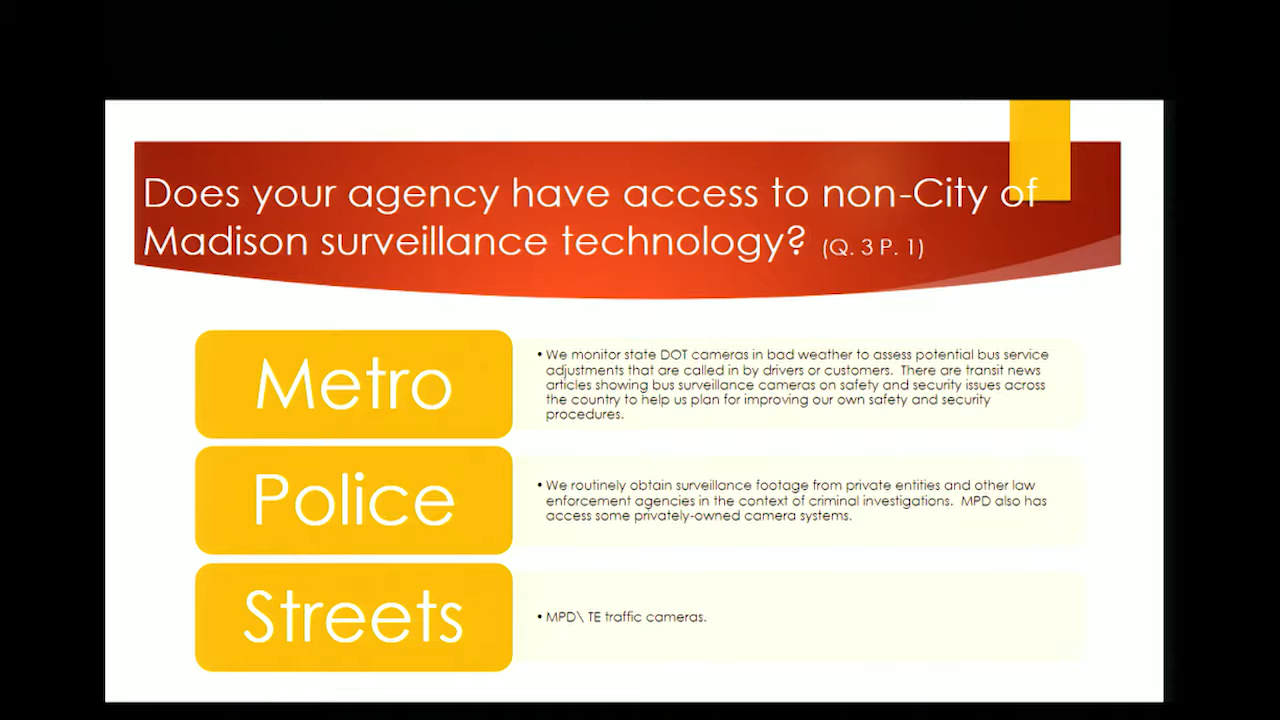 Does your agency have access to non-City of
Madison surveillance technology? (Q. 3 P. 1)
Metro
• We monitor state DOT cameras in bad weather to assess potential bus service
adjustments that are called in by drivers or customers. There are transit news
articles showing bus surveillance cameras on safety and security issues across
the country to help us plan for improving our own safety and security
procedures.
Police
• We routinely obtain surveillance footage from private entities and other law
enforcement agencies in the context of criminal investigations. MPD also has
access some privately-owned camera systems.
Streets
• MPD\ TE traffic cameras.